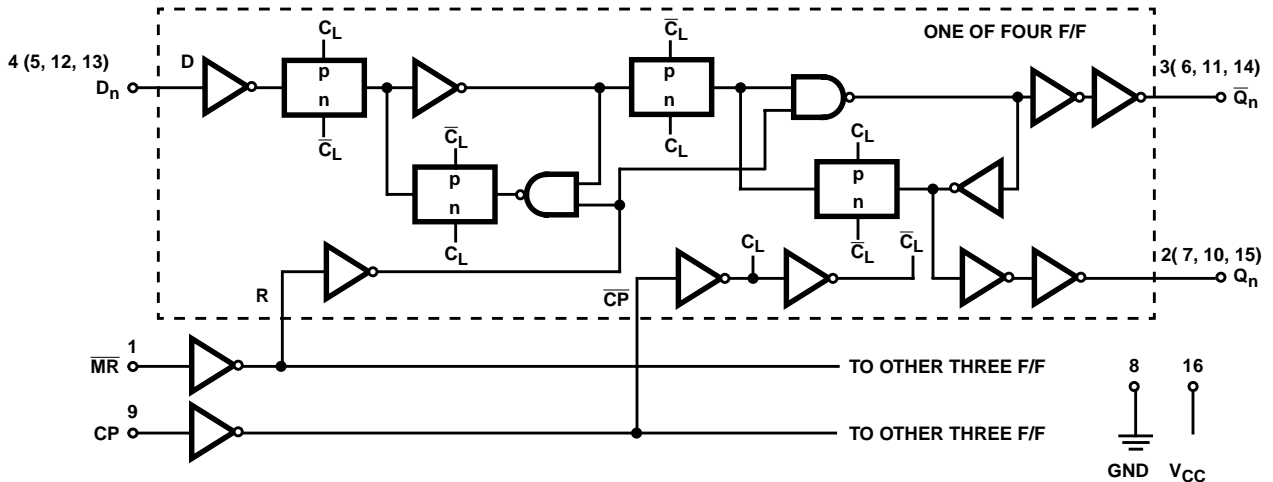 ONE OF FOUR F/F
4 (5, 12, 13)
Dn
D
CL
p
n
C̅L
C̅L
p
n
CL
C̅L
p
n
CL
CL
p
n
C̅L
3( 6, 11, 14)
Q̅n
R
C̅P̅
CL
C̅L
2( 7, 10, 15)
Qn
1
M̅R̅
TO OTHER THREE F/F
9
CP
TO OTHER THREE F/F
8
16
GND
VCC